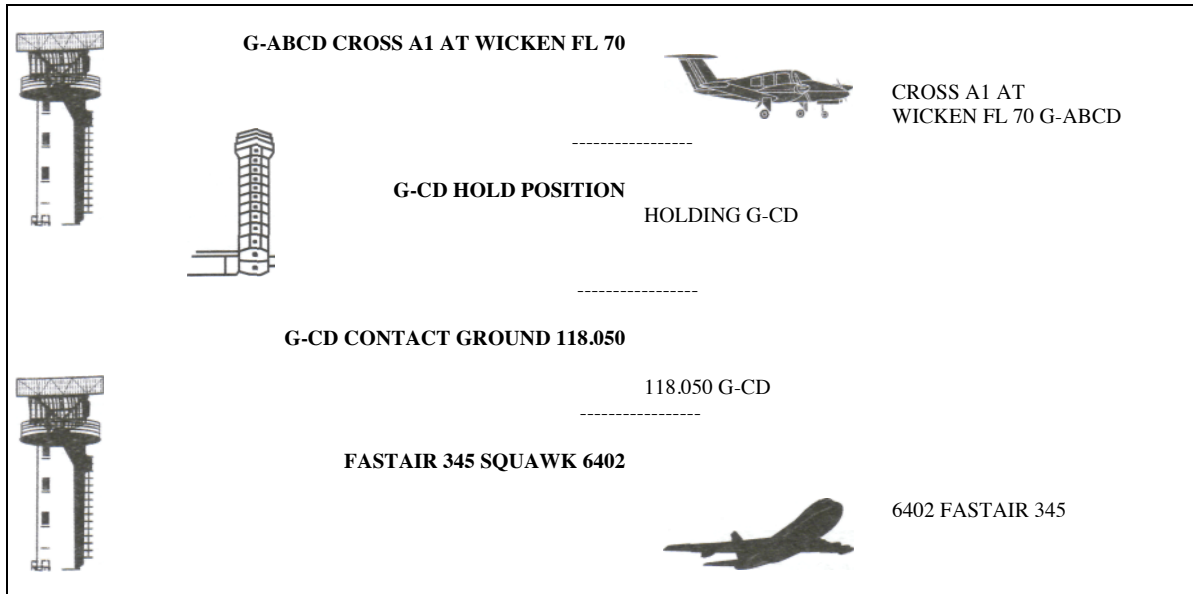 G-ABCD CROSS A1 AT WICKEN FL 70
CROSS A1 AT
WICKEN FL 70 G-ABCD
-----------------
G-CD HOLD POSITION
HOLDING G-CD
-----------------
G-CD CONTACT GROUND 118.050
118.050 G-CD
-----------------
FASTAIR 345 SQUAWK 6402
6402 FASTAIR 345